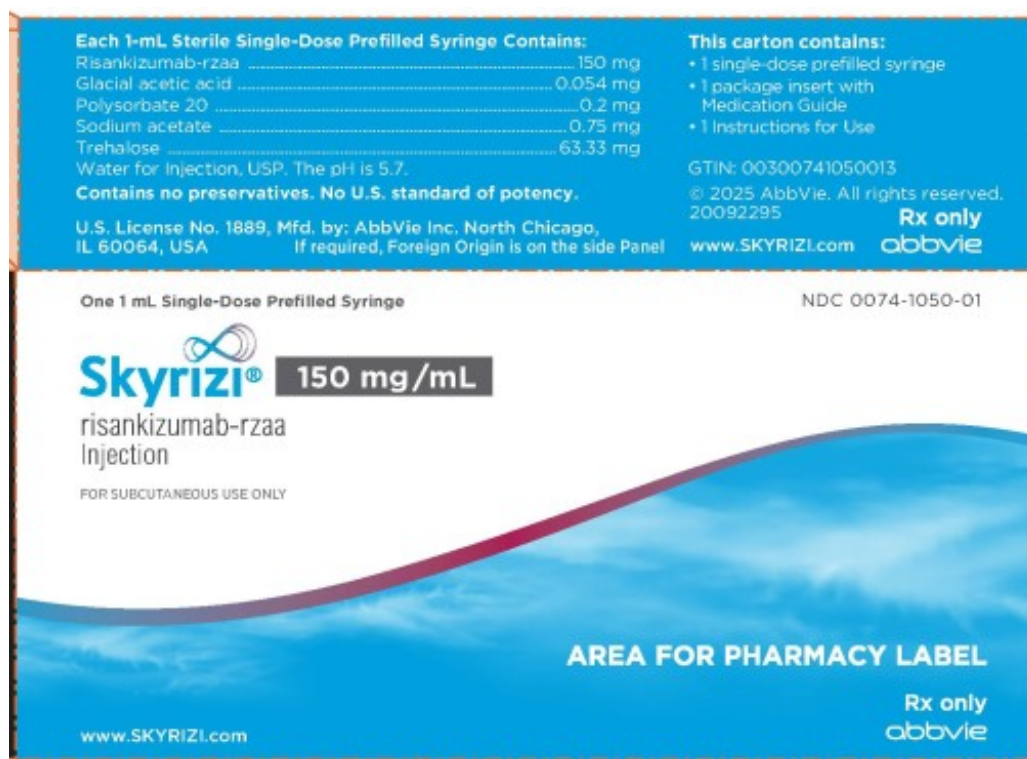 Each 1-mL Sterile Single-Dose Prefilled Syringe Contains:
Risankizumab-rzaa ........ 150 mg
Glacial acetic acid ........ 0.054 mg
Polysorbate 20 ........ 0.2 mg
Sodium acetate ........ 0.75 mg
Trehalose ........ 63.33 mg
Water for Injection, USP. The pH is 5.7.
Contains no preservatives. No U.S. standard of potency.
U.S. License No. 1889, Mfd. by: AbbVie Inc. North Chicago,
IL 60064, USA If required, Foreign Origin is on the side Panel
This carton contains:
• 1 single-dose prefilled syringe
• 1 package insert with
Medication Guide
• 1 Instructions for Use
GTIN: 00300741050013
© 2025 AbbVie. All rights reserved.
20092295
Rx only
www.SKYRIZI.com abbvie
One 1 mL Single-Dose Prefilled Syringe
NDC 0074-1050-01
Skyrizi® 150 mg/mL
risankizumab-rzaa
Injection
FOR SUBCUTANEOUS USE ONLY
AREA FOR PHARMACY LABEL
Rx only
www.SKYRIZI.com abbvie